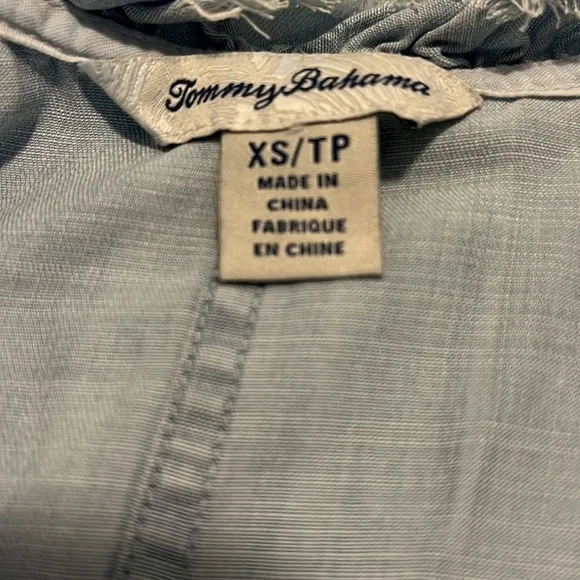 Tommy Bahama
XS/TP
MADE IN
CHINA
FABRIQUE
EN CHINE